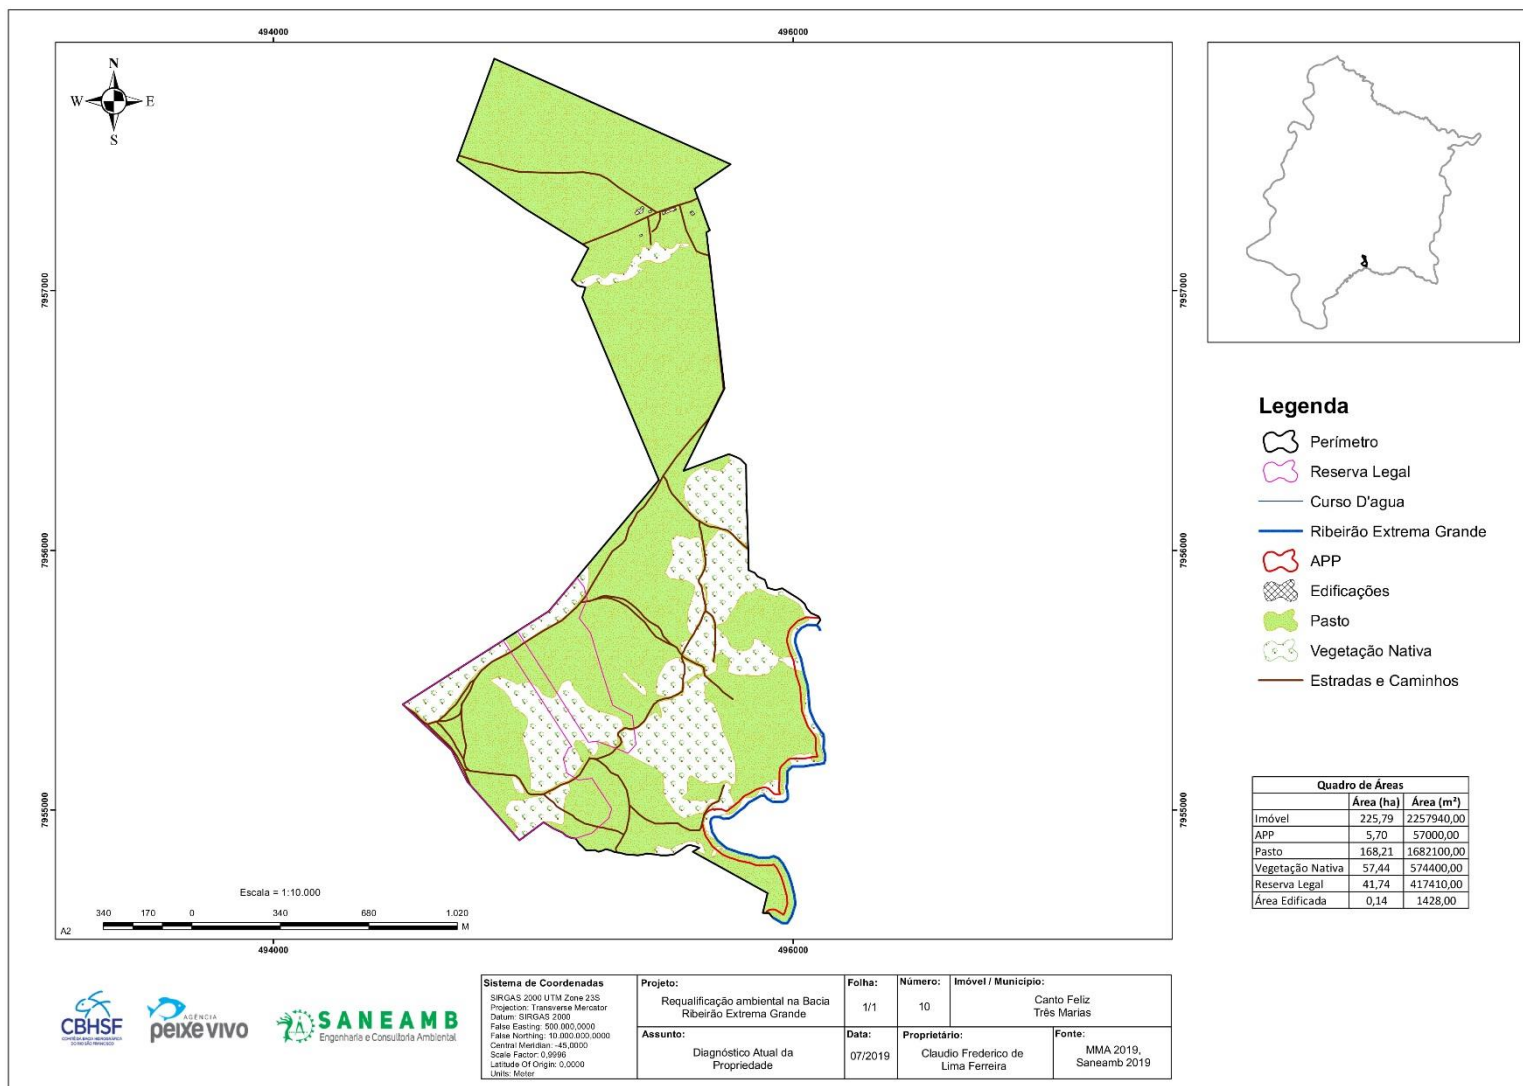 494000
496000
N
W
E
S
7957000
7957000
7956000
7956000
7955000
7955000
Escala = 1:10.000
340 170 0 340 680 1.020
M
A2
494000
496000
Legenda
Perímetro
Reserva Legal
Curso D'agua
Ribeirão Extrema Grande
APP
Edificações
Pasto
Vegetação Nativa
Estradas e Caminhos
Quadro de Áreas
Área (ha) Área (m²)
Imóvel 225,79 2257940,00
APP 5,70 57000,00
Pasto 168,21 1682100,00
Vegetação Nativa 57,44 574400,00
Reserva Legal 41,74 417410,00
Área Edificada 0,14 1428,00
CBHSF
AGÊNCIA
peixe vivo
SANEAMB
Engenharia e Consultoria Ambiental
Sistema de Coordenadas
SIRGAS 2000 UTM Zone 23S
Projection: Transverse Mercator
Datum: SIRGAS 2000
False Easting: 500.000,0000
False Northing: 10.000.000,0000
Central Meridian: -45,0000
Scale Factor: 0,9996
Latitude Of Origin: 0,0000
Units: Meter
Projeto:
Requalificação ambiental na Bacia
Ribeirão Extrema Grande
Assunto:
Diagnóstico Atual da
Propriedade
Folha:
1/1
Número:
10
Imóvel / Município:
Canto Feliz
Três Marias
Data:
07/2019
Proprietário:
Claudio Frederico de
Lima Ferreira
Fonte:
MMA 2019,
Saneamb 2019